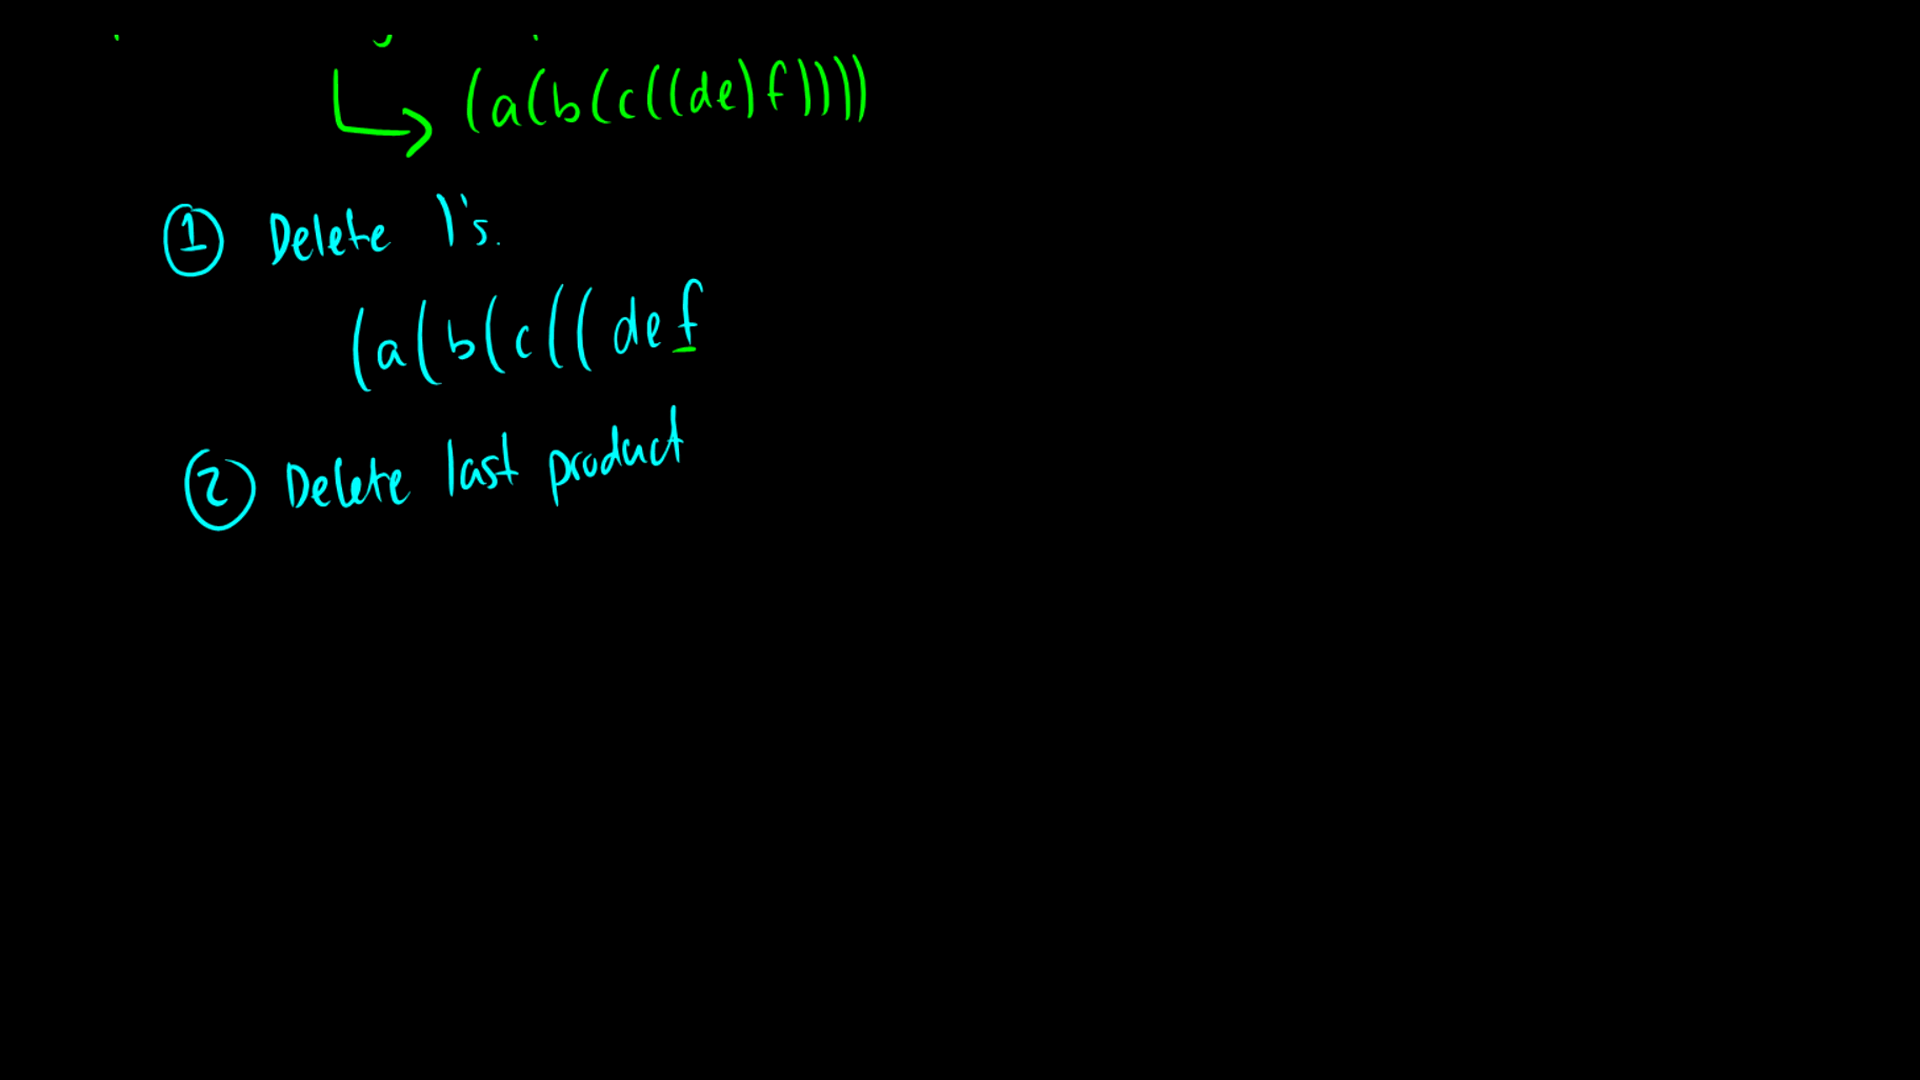 (a(b(c((de)f))))
① Delete )'s.
(a(b(c((def
② Delete last product